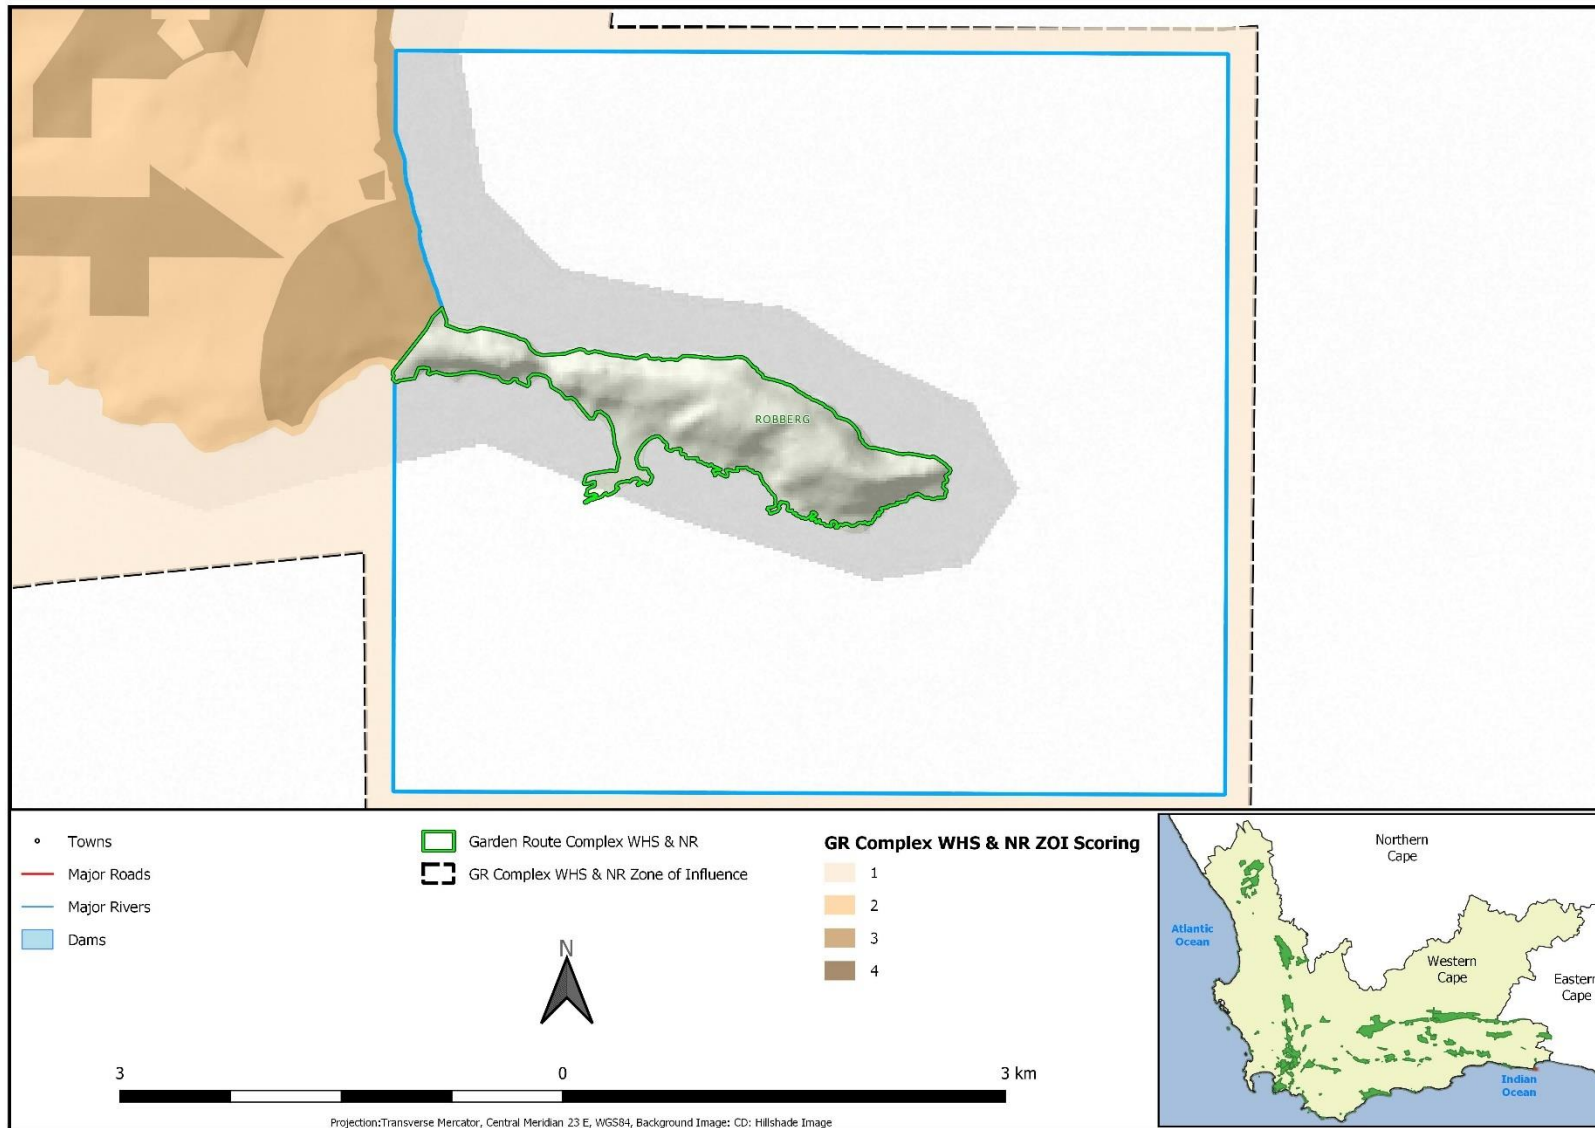 ROBBERG
Towns
Major Roads
Major Rivers
Dams
Garden Route Complex WHS & NR
GR Complex WHS & NR Zone of Influence
GR Complex WHS & NR ZOI Scoring
1
2
3
4
N
3
0
3 km
Projection:Transverse Mercator, Central Meridian 23 E, WGS84, Background Image: CD: Hillshade Image
Northern
Cape
Atlantic
Ocean
Western
Cape
Eastern
Cape
Indian
Ocean